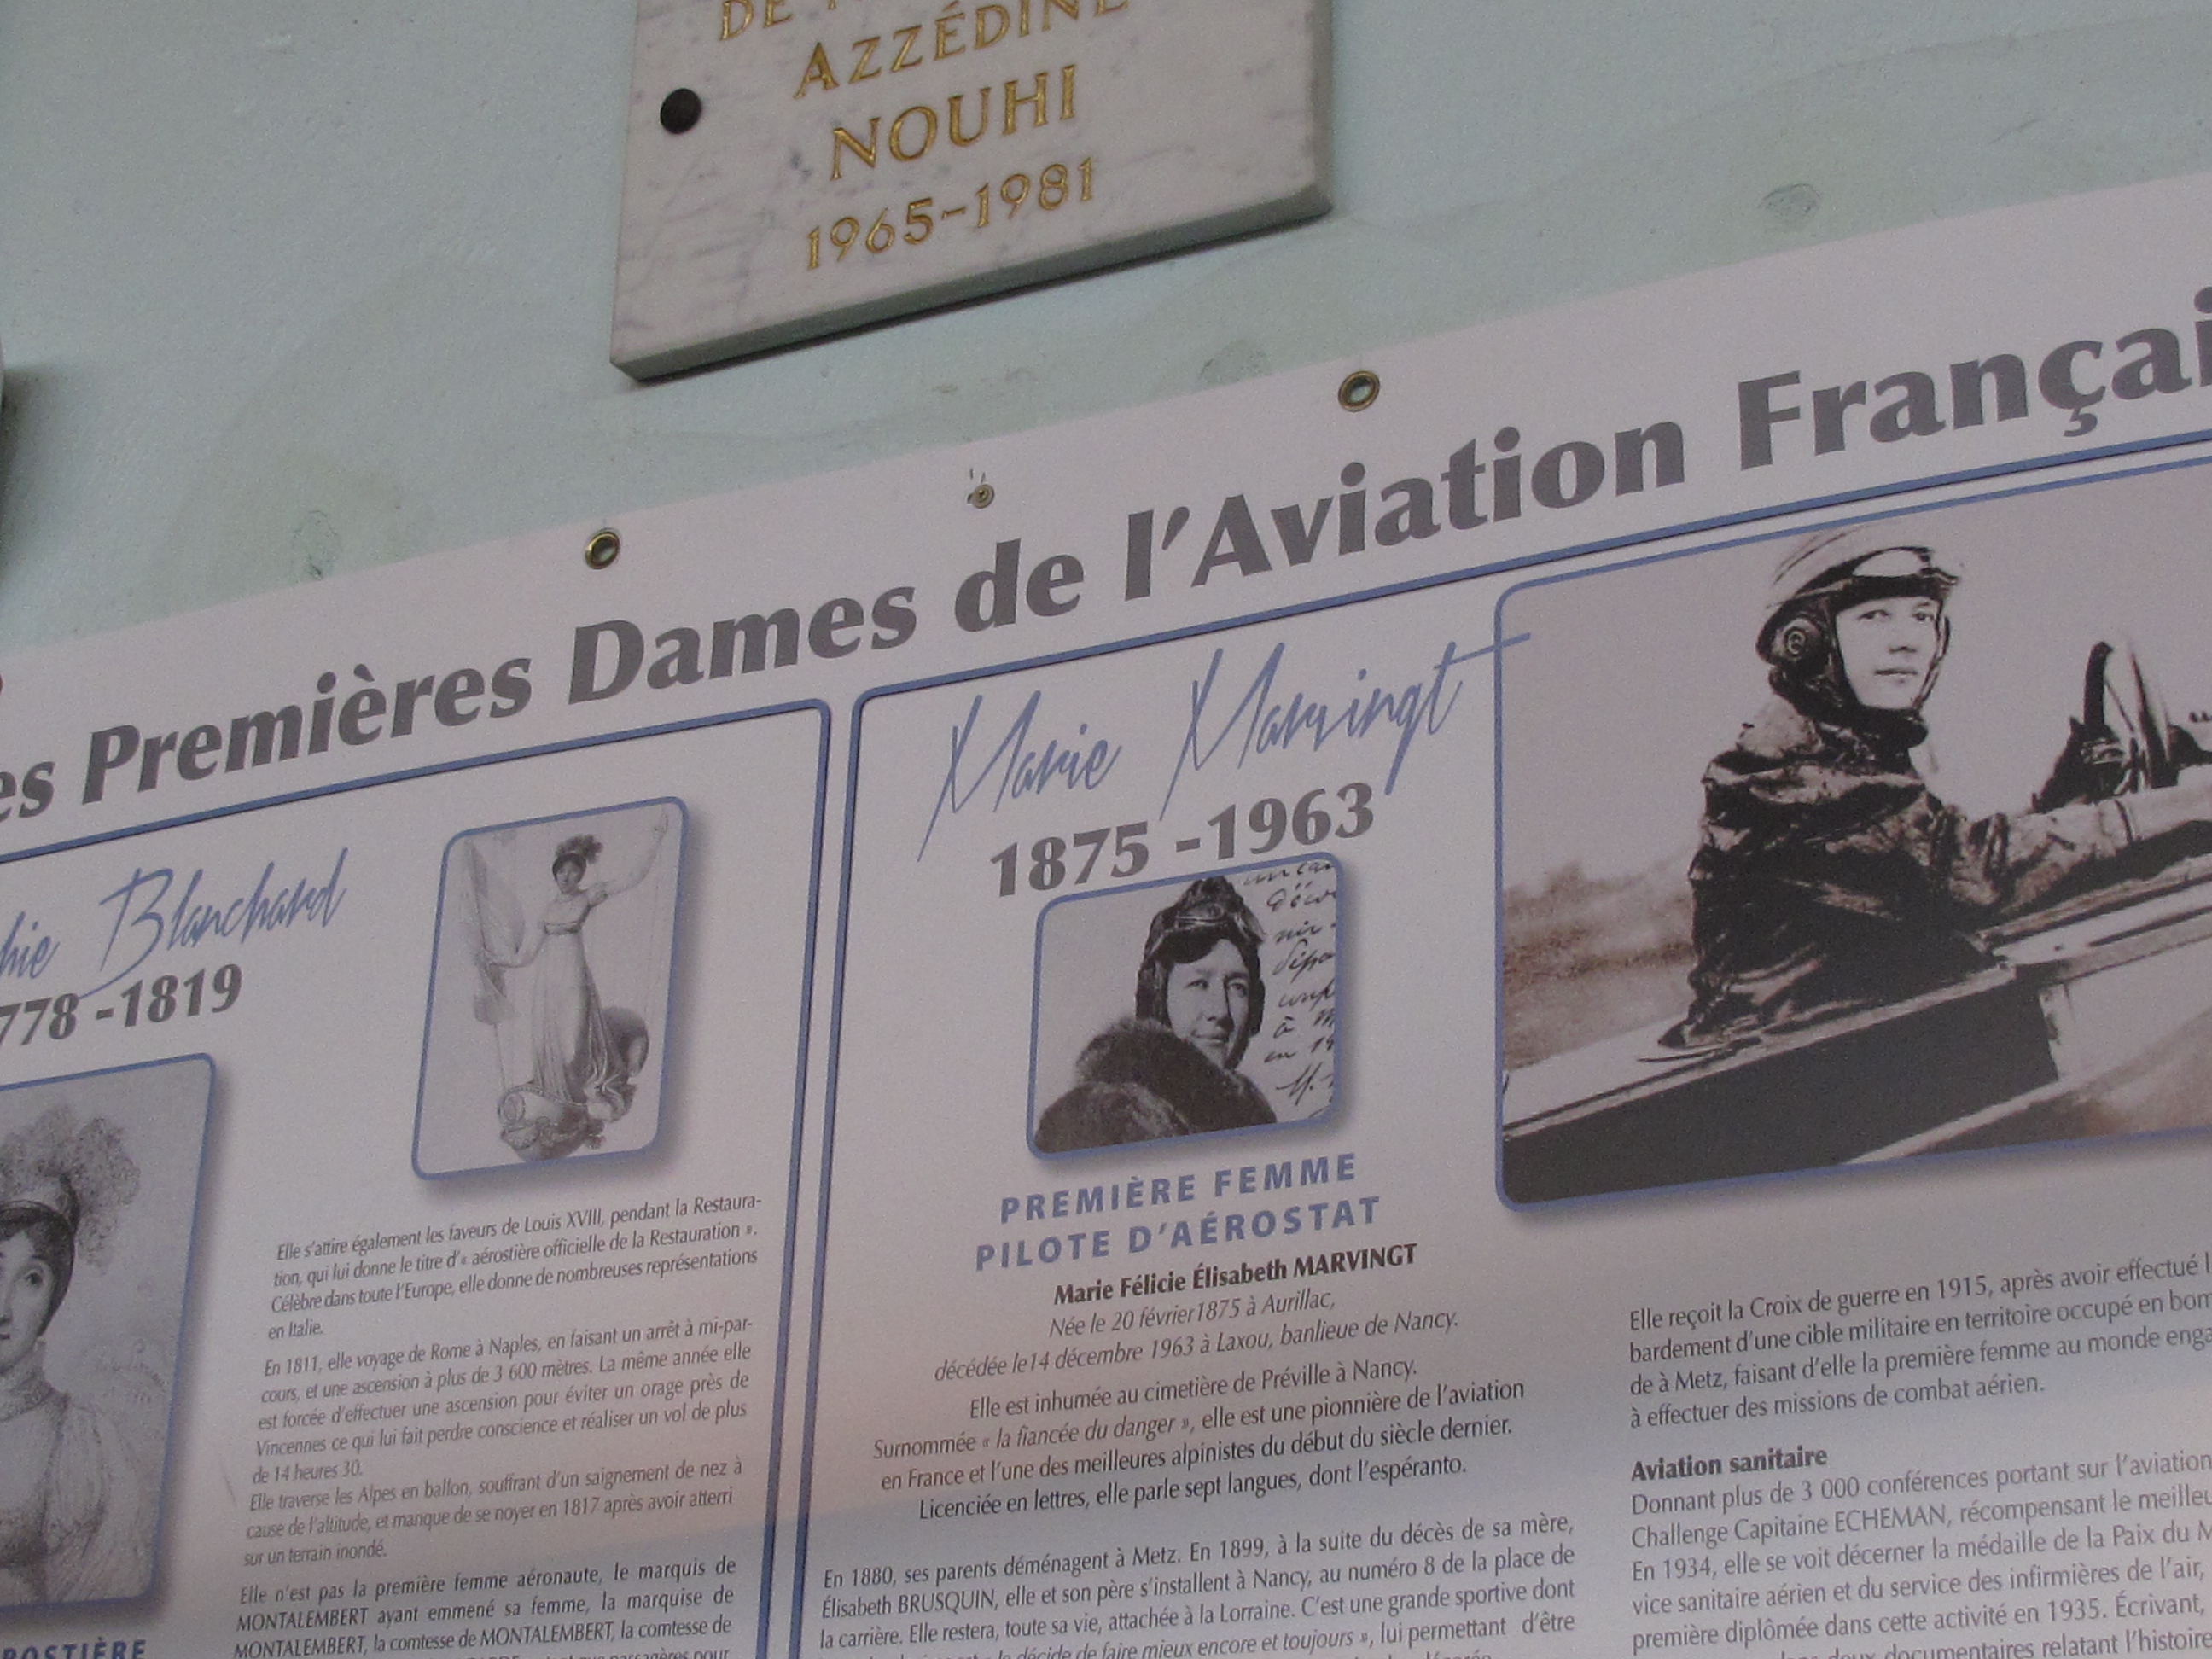 AZZÉDINE
NOUHI
1965-1981
es Premières Dames de l'Aviation Françai
hie Blanchard
778 -1819
Elle s'attire également les faveurs de Louis XVIII, pendant la Restaura-
tion, qui lui donne le titre d'« aérostière officielle de la Restauration ».
Célèbre dans toute l'Europe, elle donne de nombreuses représentations
en Italie.
En 1811, elle voyage de Rome à Naples, en faisant un arrêt à mi-par-
cours, et une ascension à plus de 3 600 mètres. La même année elle
est forcée d'effectuer une ascension pour éviter un orage près de
Vincennes ce qui lui fait perdre conscience et réaliser un vol de plus
de 14 heures 30.
Elle traverse les Alpes en ballon, souffrant d'un saignement de nez à
cause de l'altitude, et manque de se noyer en 1817 après avoir atterri
sur un terrain inondé.
Elle n'est pas la première femme aéronaute, le marquis de
MONTALEMBERT ayant emmené sa femme, la marquise de
MONTALEMBERT, la comtesse de MONTALEMBERT, la comtesse de
ROSTIÈRE
Marie Marvingt
1875 -1963
PREMIÈRE FEMME
PILOTE D'AÉROSTAT
Marie Félicie Élisabeth MARVINGT
Née le 20 février1875 à Aurillac,
décédée le14 décembre 1963 à Laxou, banlieue de Nancy.
Elle est inhumée au cimetière de Préville à Nancy.
Surnommée « la fiancée du danger », elle est une pionnière de l'aviation
en France et l'une des meilleures alpinistes du début du siècle dernier.
Licenciée en lettres, elle parle sept langues, dont l'espéranto.
En 1880, ses parents déménagent à Metz. En 1899, à la suite du décès de sa mère,
Élisabeth BRUSQUIN, elle et son père s'installent à Nancy, au numéro 8 de la place de
la carrière. Elle restera, toute sa vie, attachée à la Lorraine. C'est une grande sportive dont
décide de faire mieux encore et toujours », lui permettant d'être
Elle reçoit la Croix de guerre en 1915, après avoir effectué l
bardement d'une cible militaire en territoire occupé en bom
de à Metz, faisant d'elle la première femme au monde enga
à effectuer des missions de combat aérien.
Aviation sanitaire
Donnant plus de 3 000 conférences portant sur l'aviation
Challenge Capitaine ECHEMAN, récompensant le meilleu
En 1934, elle se voit décerner la médaille de la Paix du M
vice sanitaire aérien et du service des infirmières de l'air,
première diplômée dans cette activité en 1935. Écrivant,
documentaires relatant l'histoire